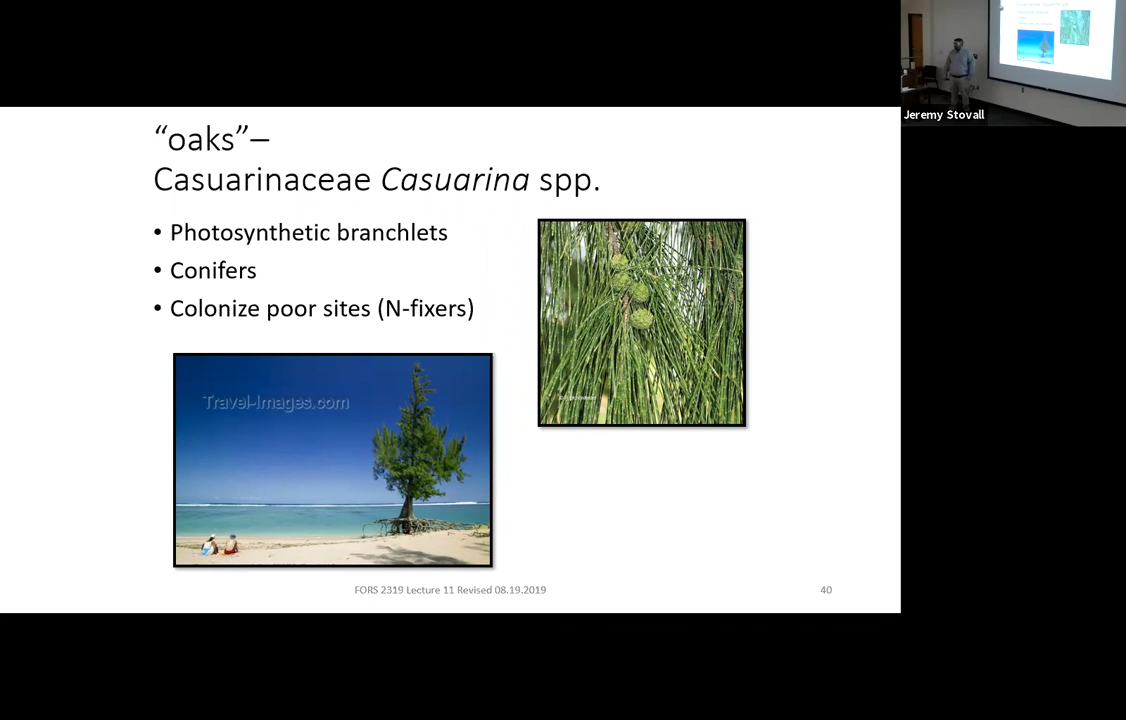 “oaks”–
Casuarinaceae Casuarina spp.
• Photosynthetic branchlets
• Conifers
• Colonize poor sites (N-fixers)
Travel-Images.com
FORS 2319 Lecture 11 Revised 08.19.2019
40
Jeremy Stovall